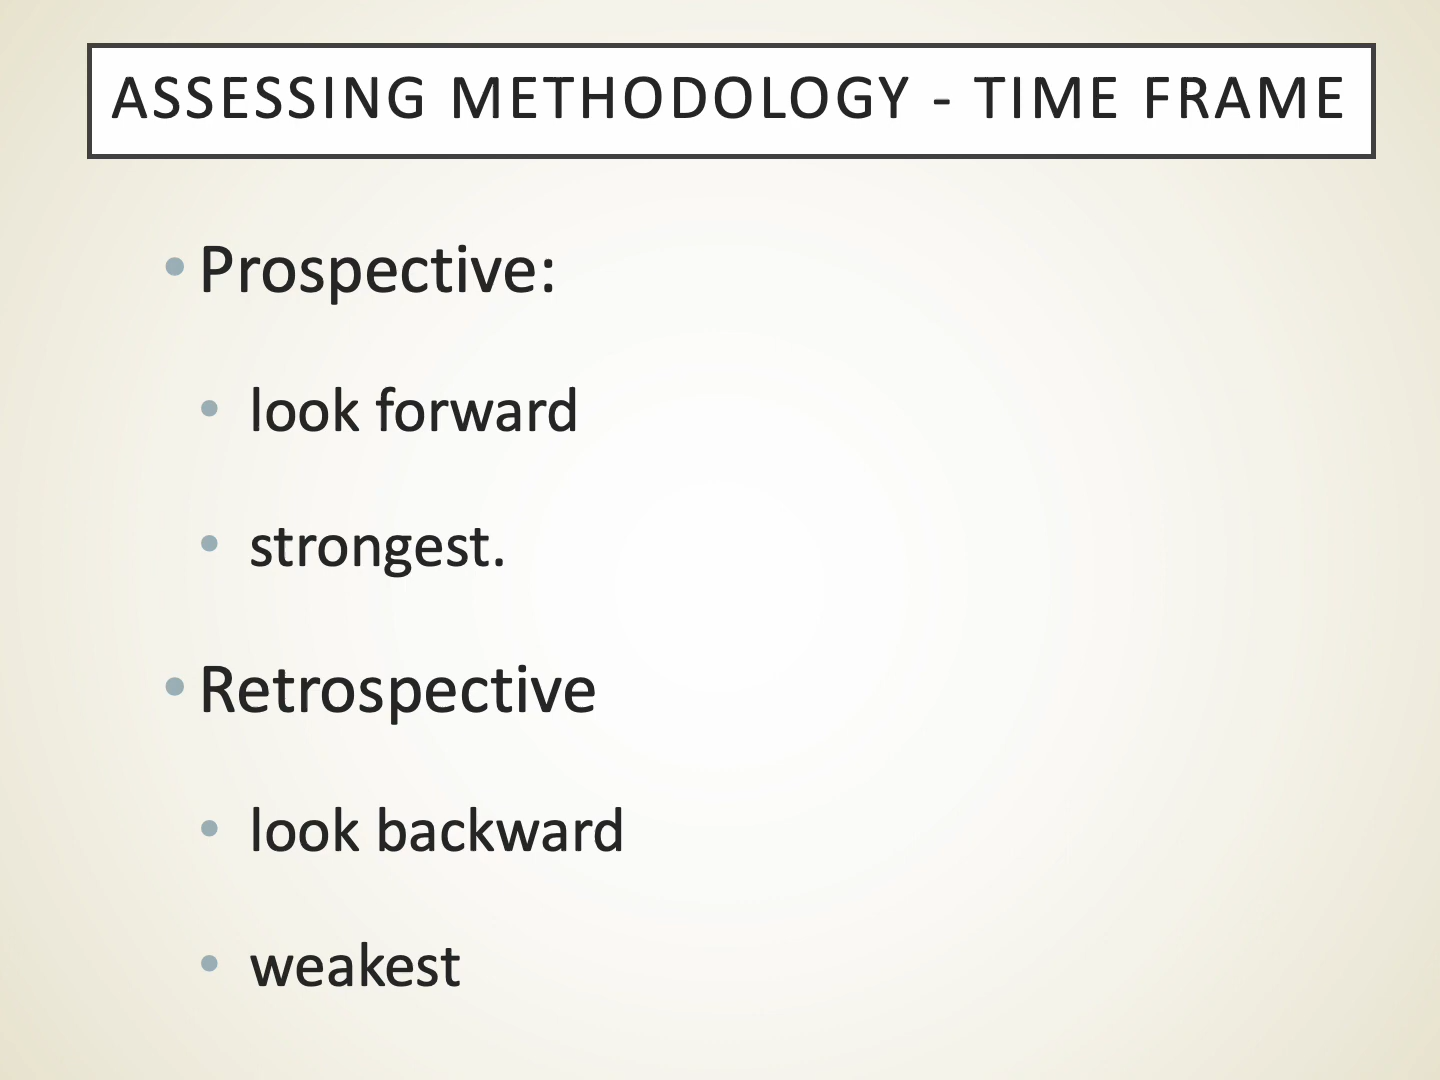 ASSESSING METHODOLOGY - TIME FRAME
• Prospective:
• look forward
• strongest.
• Retrospective
• look backward
• weakest